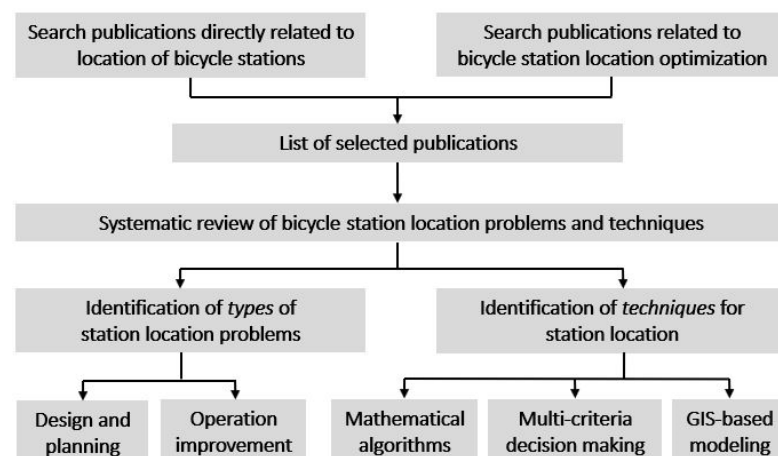 Search publications directly related to
location of bicycle stations
Search publications related to
bicycle station location optimization
List of selected publications
Systematic review of bicycle station location problems and techniques
Identification of types of
station location problems
Identification of techniques for
station location
Design and
planning
Operation
improvement
Mathematical
algorithms
Multi-criteria
decision making
GIS-based
modeling